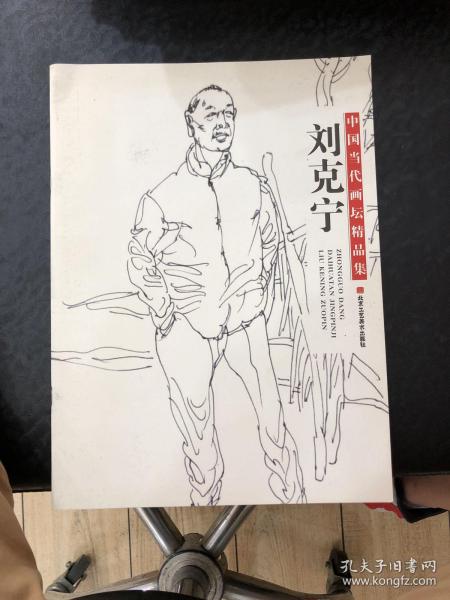 中国当代画坛精品集
刘克宁
ZHONGGUO DANG
DAIHUATAN JINGPINJI
LIU KENING ZUOPIN
北京工艺美术出版社
孔夫子旧书网
www.kongfz.com